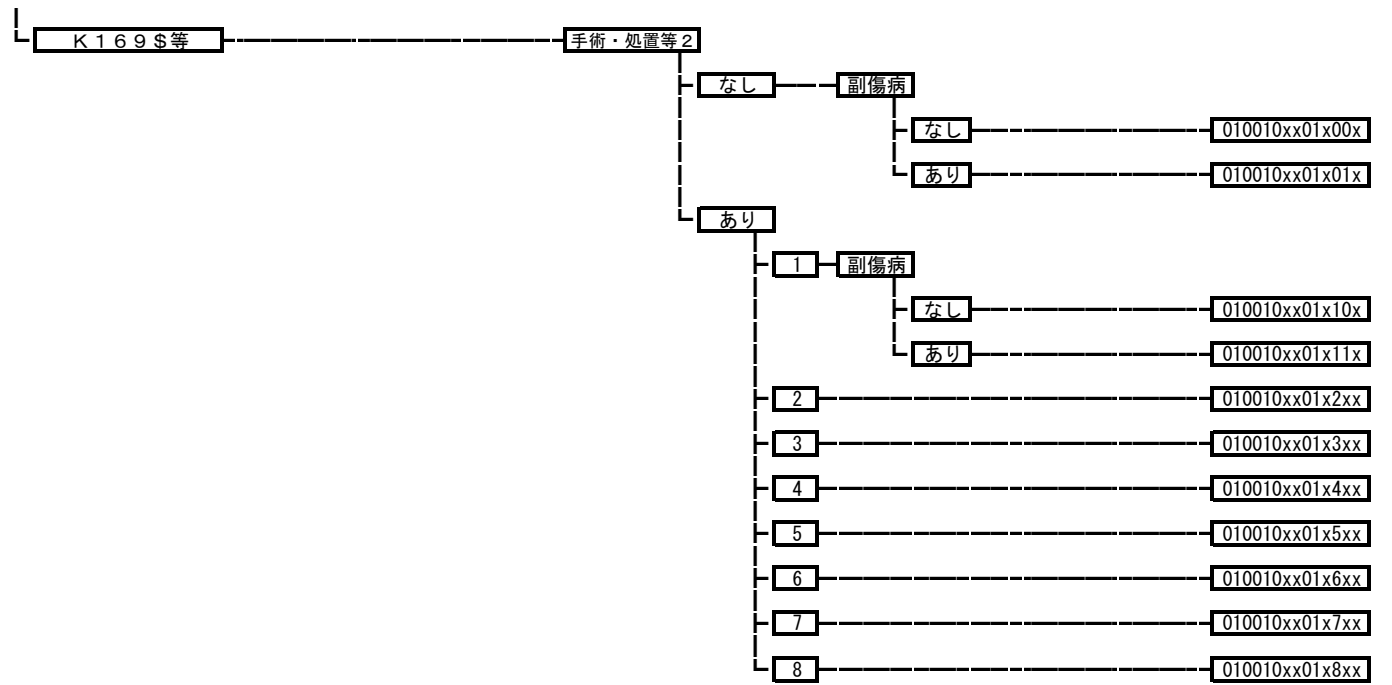 K169$等 手術・処置等2
なし 副傷病
なし 010010xx01x00x
あり 010010xx01x01x
あり
1 副傷病
なし 010010xx01x10x
あり 010010xx01x11x
2 010010xx01x2xx
3 010010xx01x3xx
4 010010xx01x4xx
5 010010xx01x5xx
6 010010xx01x6xx
7 010010xx01x7xx
8 010010xx01x8xx